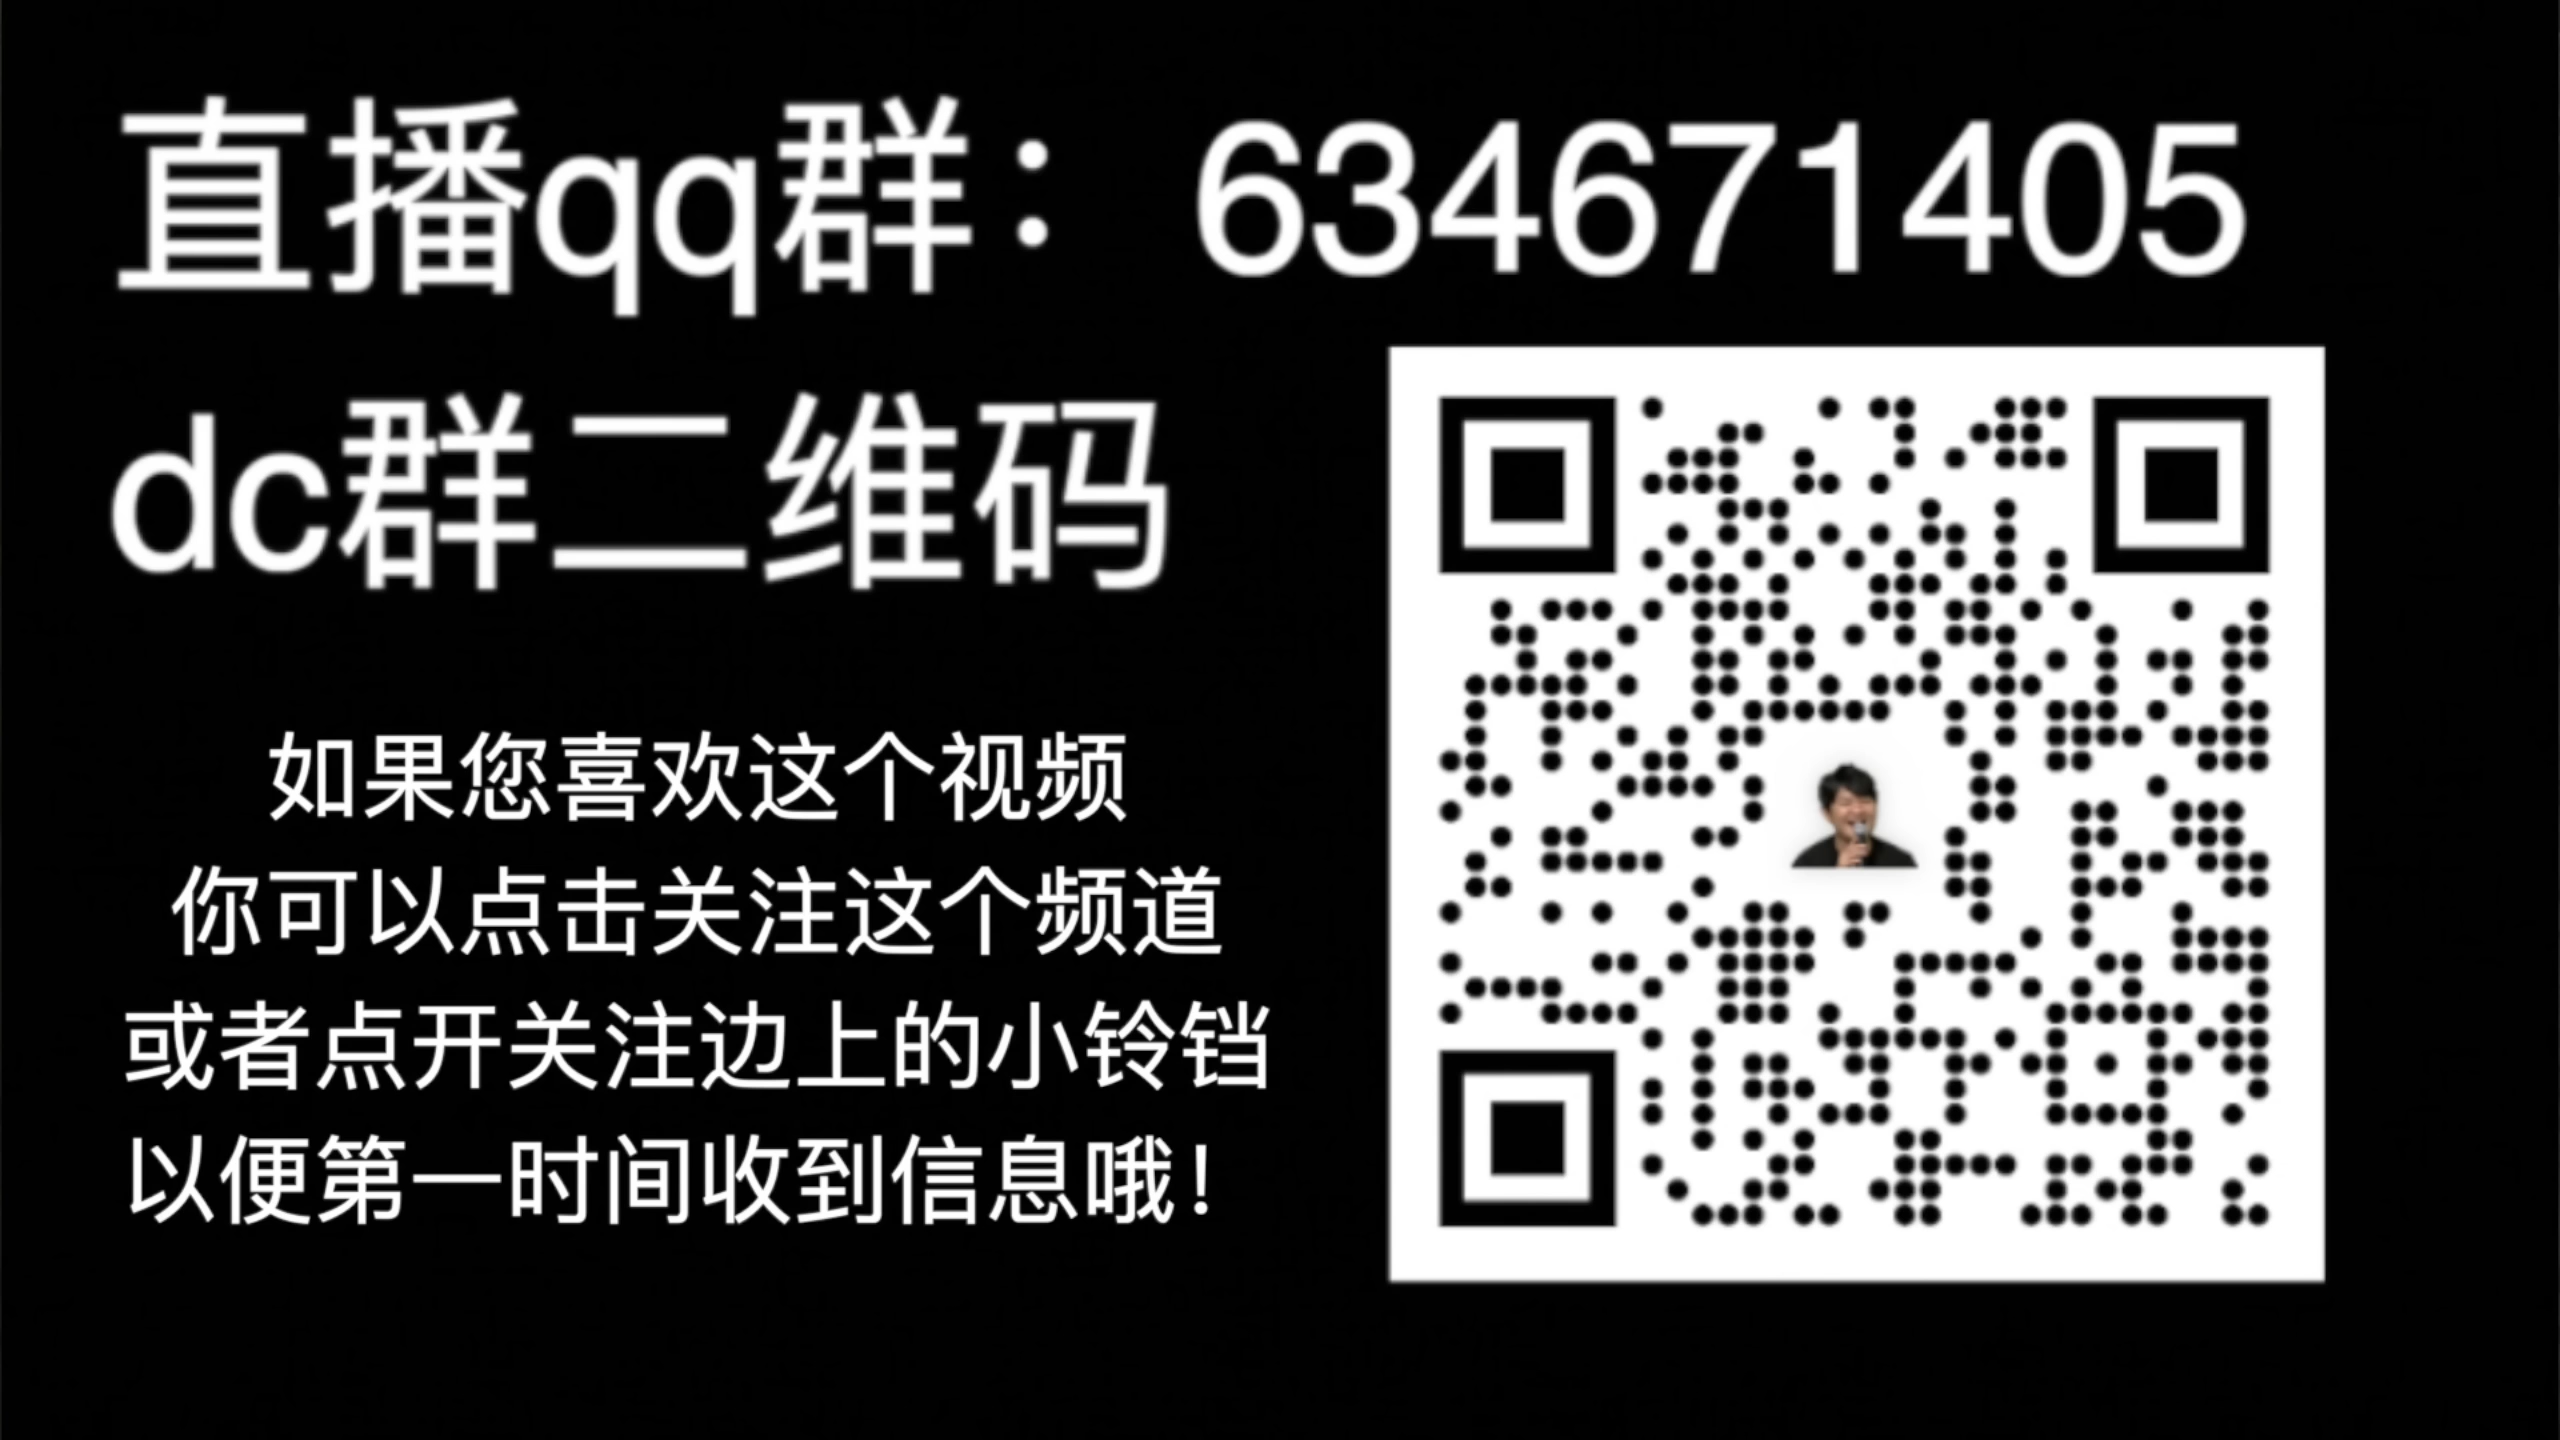 直播qq群：634671405
dc群二维码
如果您喜欢这个视频
你可以点击关注这个频道
或者点开关注边上的小铃铛
以便第一时间收到信息哦！